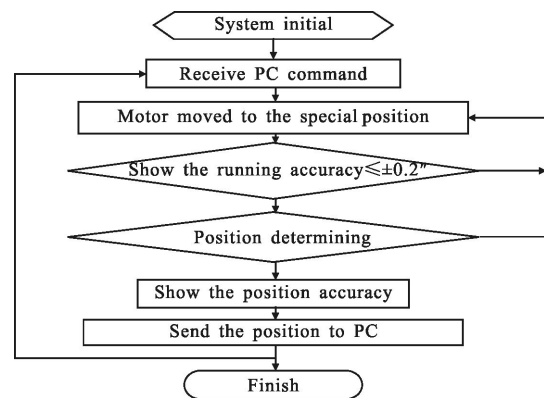 System initial
Receive PC command
Motor moved to the special position
Show the running accuracy≤±0.2″
Position determining
Show the position accuracy
Send the position to PC
Finish